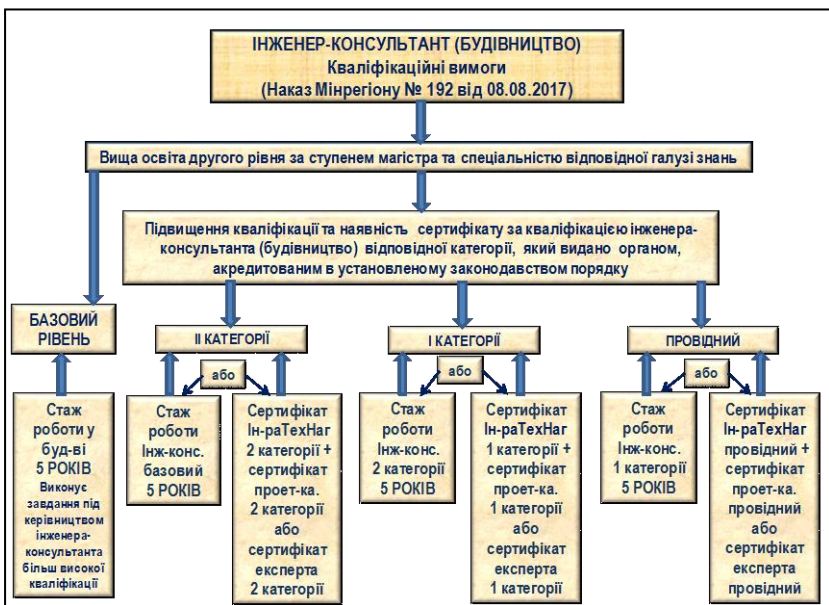 ІНЖЕНЕР-КОНСУЛЬТАНТ (БУДІВНИЦТВО)
Кваліфікаційні вимоги
(Наказ Мінрегіону № 192 від 08.08.2017)
Вища освіта другого рівня за ступенем магістра та спеціальністю відповідної галузі знань
Підвищення кваліфікації та наявність сертифікату за кваліфікацією інженера-
консультанта (будівництво) відповідної категорії, який видано органом,
акредитованим в установленому законодавством порядку
БАЗОВИЙ
РІВЕНЬ
ІІ КАТЕГОРІЇ
І КАТЕГОРІЇ
ПРОВІДНИЙ
або
або
або
Стаж
роботи у
буд-ві
5 РОКІВ
Виконує
завдання під
керівництвом
інженера-
консультанта
більш високої
кваліфікації
Стаж
роботи
Інж-конс.
базовий
5 РОКІВ
Сертифікат
Ін-раТехНаг
2 категорії +
сертифікат
проет-ка.
2 категорії
або
сертифікат
експерта
2 категорії
Стаж
роботи
Інж-конс.
2 категорії
5 РОКІВ
Сертифікат
Ін-раТехНаг
1 категорії +
сертифікат
проет-ка.
1 категорії
або
сертифікат
експерта
1 категорії
Стаж
роботи
Інж-конс.
1 категорії
5 РОКІВ
Сертифікат
Ін-раТехНаг
провідний +
сертифікат
проет-ка.
провідний
або
сертифікат
експерта
провідний